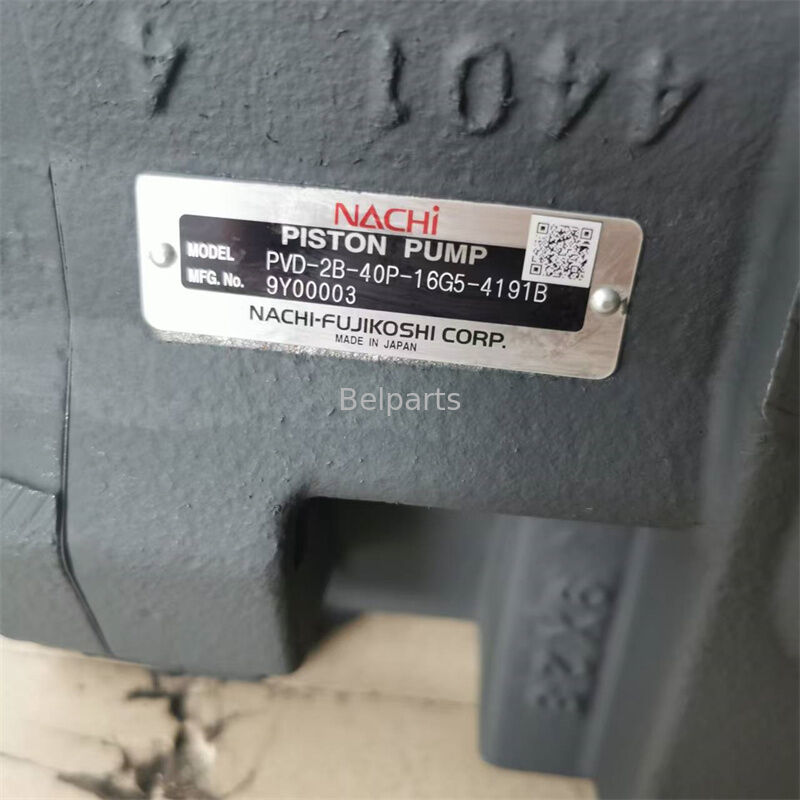 4401 A
NACHi
PISTON PUMP
MODEL PVD-2B-40P-16G5-4191B
MFG. No. 9Y00003
NACHI-FUJIKOSHI CORP.
MADE IN JAPAN
Belparts